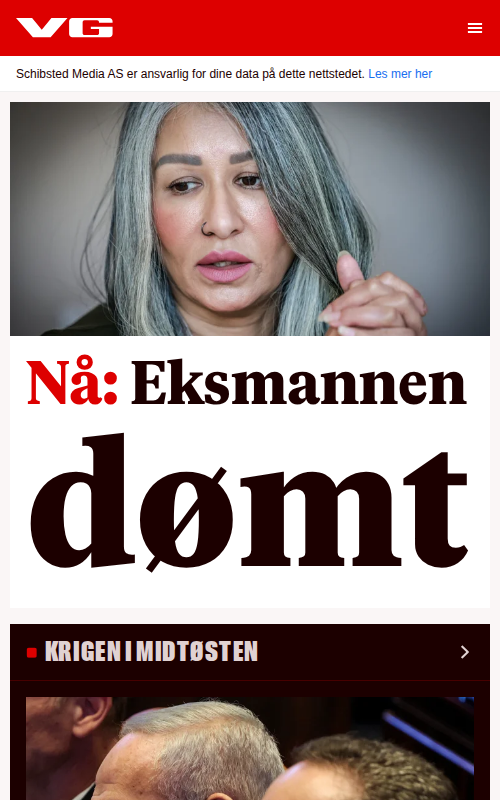 VG
Schibsted Media AS er ansvarlig for dine data på dette nettstedet. Les mer her
Nå: Eksmannen
dømt
KRIGEN I MIDTØSTEN